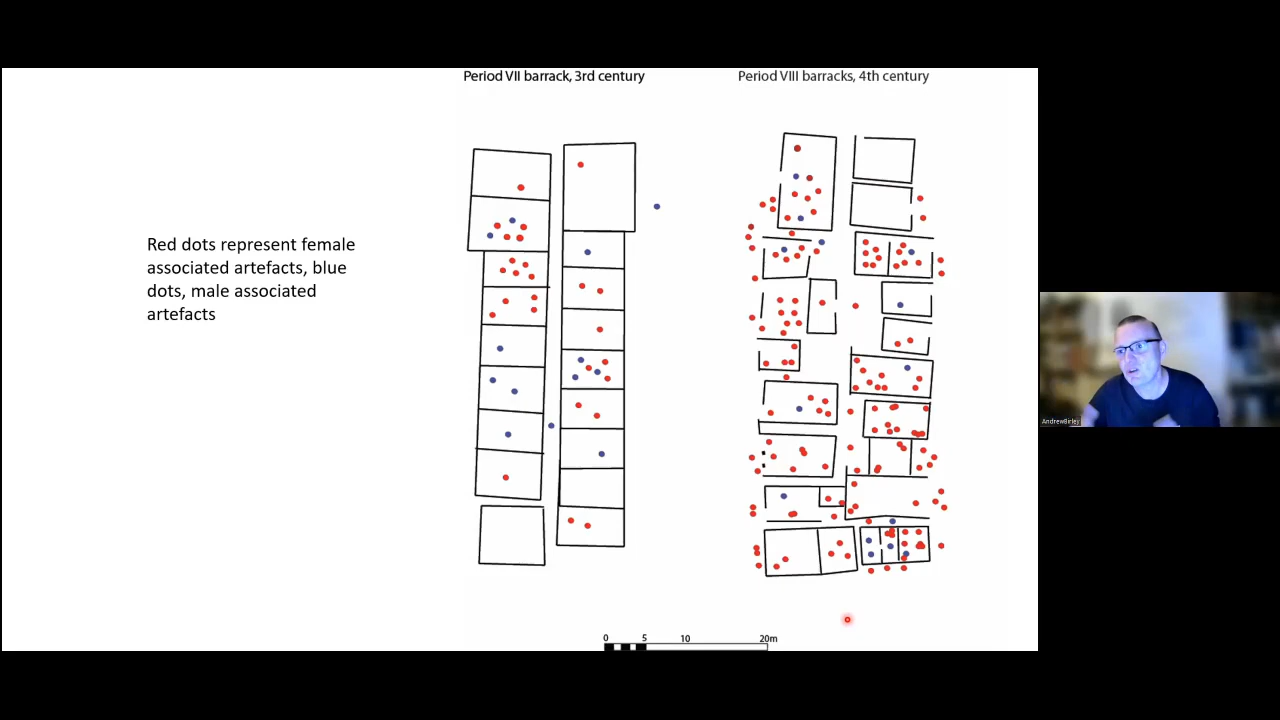 Period VII barrack, 3rd century
Period VIII barracks, 4th century
Red dots represent female
associated artefacts, blue
dots, male associated
artefacts
0 5 10 20m
AndrewBirley